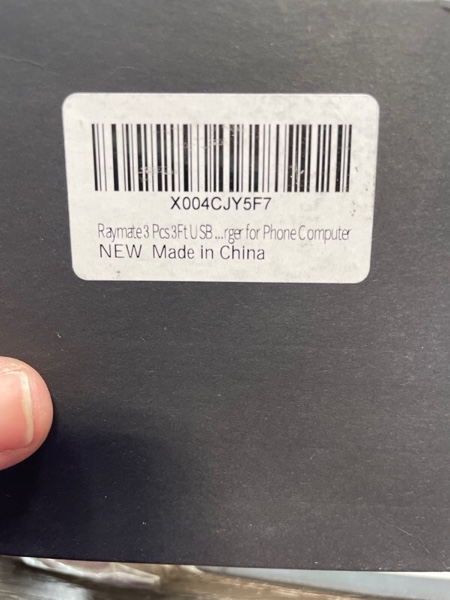 X004CJY5F7
Raymate 3 Pcs 3Ft USB ...rger for Phone Computer
NEW Made in China